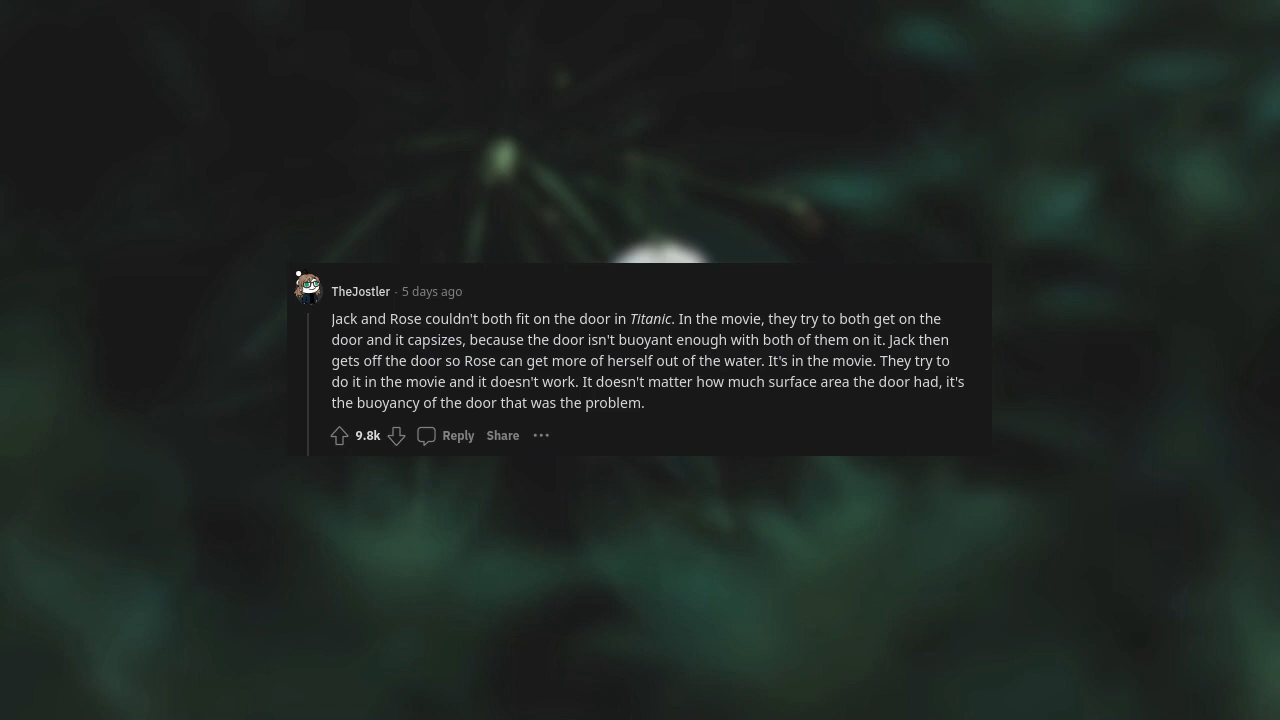 TheJostler · 5 days ago
Jack and Rose couldn't both fit on the door in Titanic. In the movie, they try to both get on the
door and it capsizes, because the door isn't buoyant enough with both of them on it. Jack then
gets off the door so Rose can get more of herself out of the water. It's in the movie. They try to
do it in the movie and it doesn't work. It doesn't matter how much surface area the door had, it's
the buoyancy of the door that was the problem.
9.8k Reply Share ···